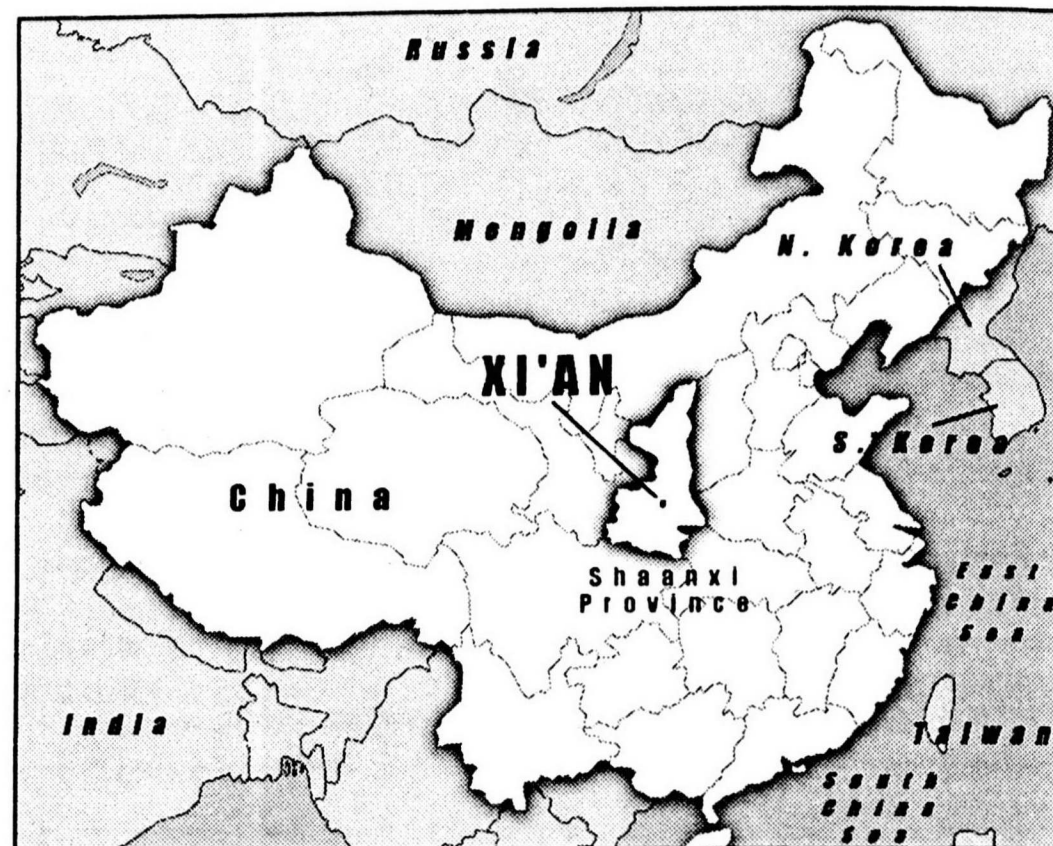 Russia
Mongolia
N. Korea
XI'AN
S. Korea
China
Shaanxi
Province
East
China
Sea
India
Taiwan
South
China
Sea